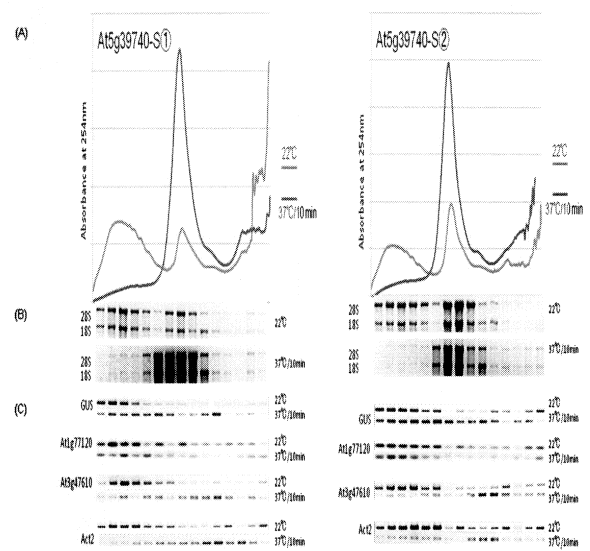 (A)
At5g39740-S①
Absorbance at 254nm
22℃
37℃/10min
At5g39740-S②
Absorbance at 254nm
22℃
37℃/10min
(B)
28S
18S
22℃
28S
18S
37℃/10min
28S
18S
22℃
28S
18S
37℃/10min
(C)
GUS
22℃
37℃/10min
At1g77120
22℃
37℃/10min
At3g47610
22℃
37℃/10min
Act2
22℃
37℃/10min
GUS
22℃
37℃/10min
At1g77120
22℃
37℃/10min
At3g47610
22℃
37℃/10min
Act2
22℃
37℃/10min